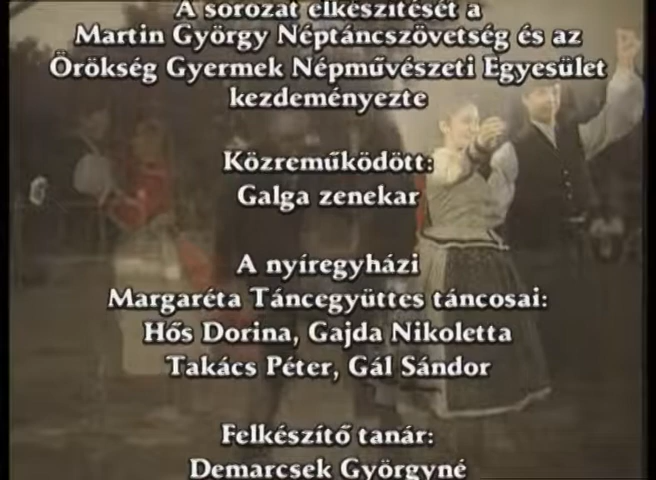 A sorozat elkészítését a
Martin György Néptáncszövetség és az
Örökség Gyermek Népművészeti Egyesület
kezdeményezte
Közreműködött:
Galga zenekar
A nyíregyházi
Margaréta Táncegyüttes táncosai:
Hős Dorina, Gajda Nikoletta
Takács Péter, Gál Sándor
Felkészítő tanár:
Demarcsek Györgyné